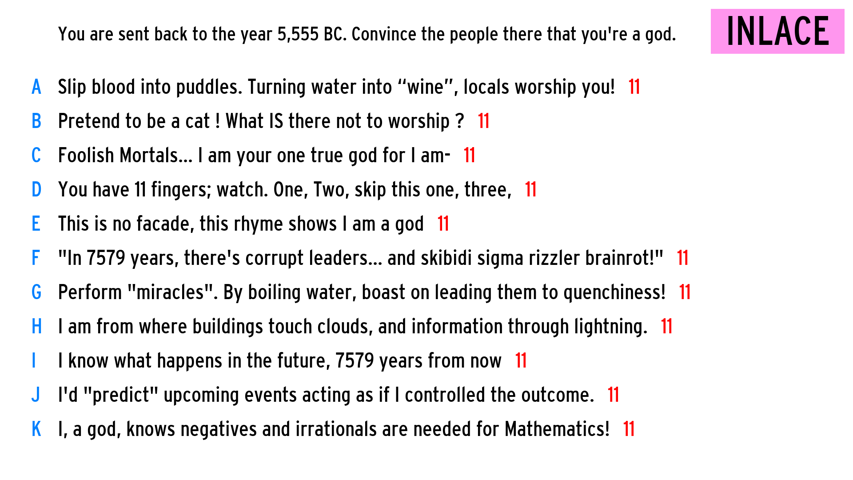 You are sent back to the year 5,555 BC. Convince the people there that you're a god.
INLACE
A Slip blood into puddles. Turning water into “wine”, locals worship you! 11
B Pretend to be a cat ! What IS there not to worship ? 11
C Foolish Mortals... I am your one true god for I am- 11
D You have 11 fingers; watch. One, Two, skip this one, three, 11
E This is no facade, this rhyme shows I am a god 11
F "In 7579 years, there's corrupt leaders... and skibidi sigma rizzler brainrot!" 11
G Perform "miracles". By boiling water, boast on leading them to quenchiness! 11
H I am from where buildings touch clouds, and information through lightning. 11
I I know what happens in the future, 7579 years from now 11
J I'd "predict" upcoming events acting as if I controlled the outcome. 11
K I, a god, knows negatives and irrationals are needed for Mathematics! 11